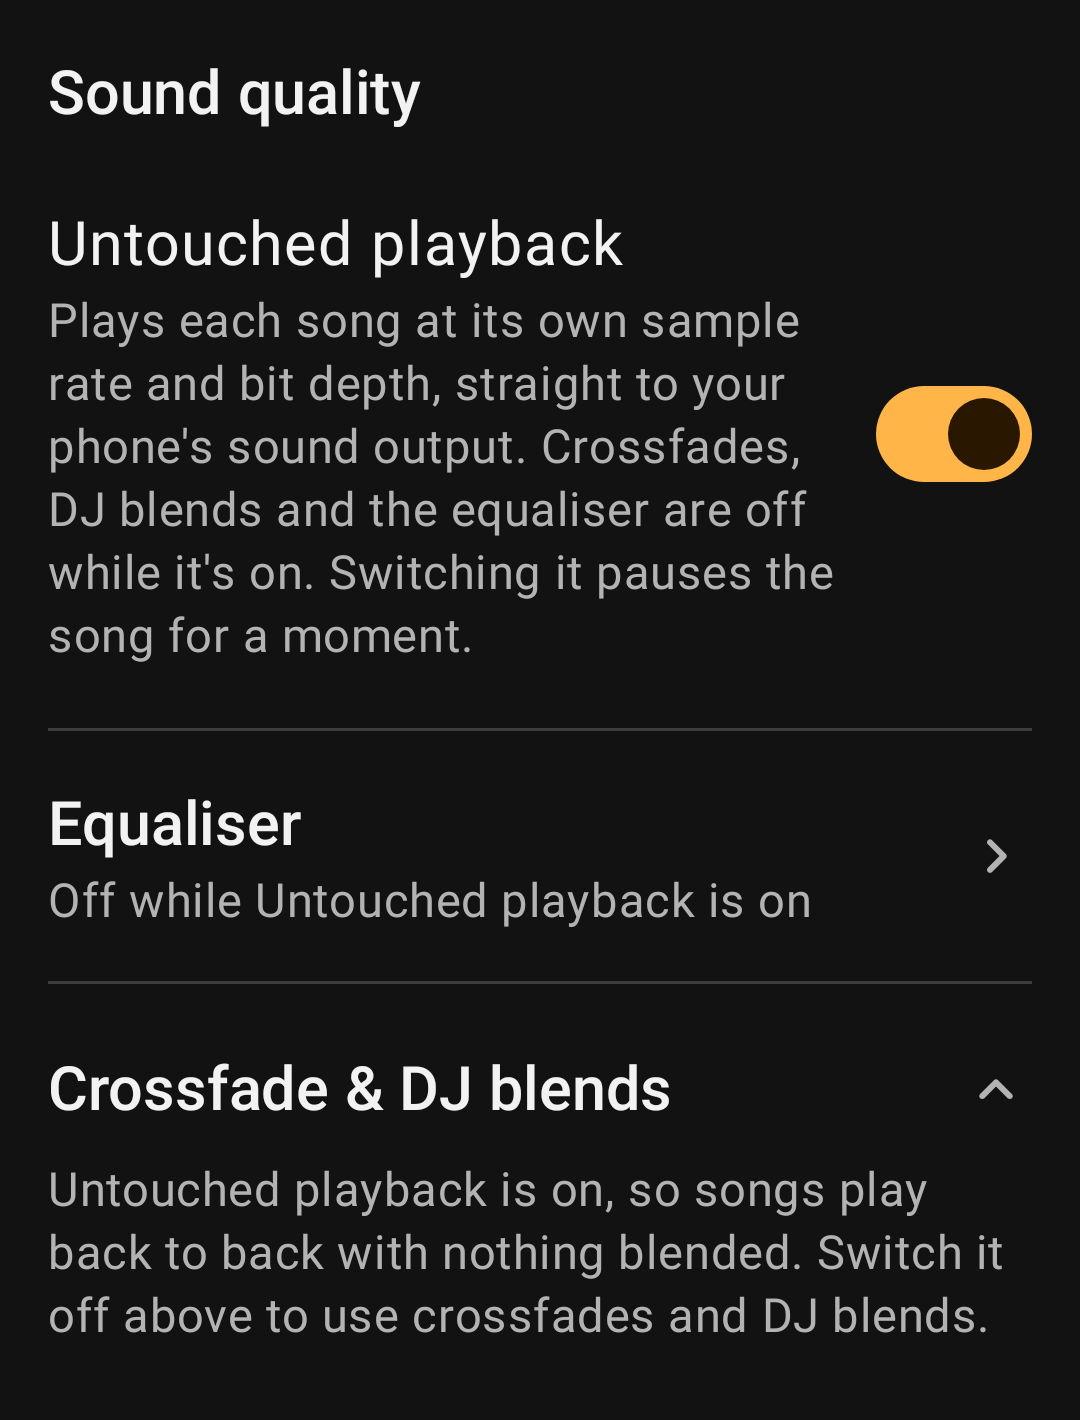 Sound quality
Untouched playback
Plays each song at its own sample
rate and bit depth, straight to your
phone's sound output. Crossfades,
DJ blends and the equaliser are off
while it's on. Switching it pauses the
song for a moment.
Equaliser
Off while Untouched playback is on
Crossfade & DJ blends
Untouched playback is on, so songs play
back to back with nothing blended. Switch it
off above to use crossfades and DJ blends.